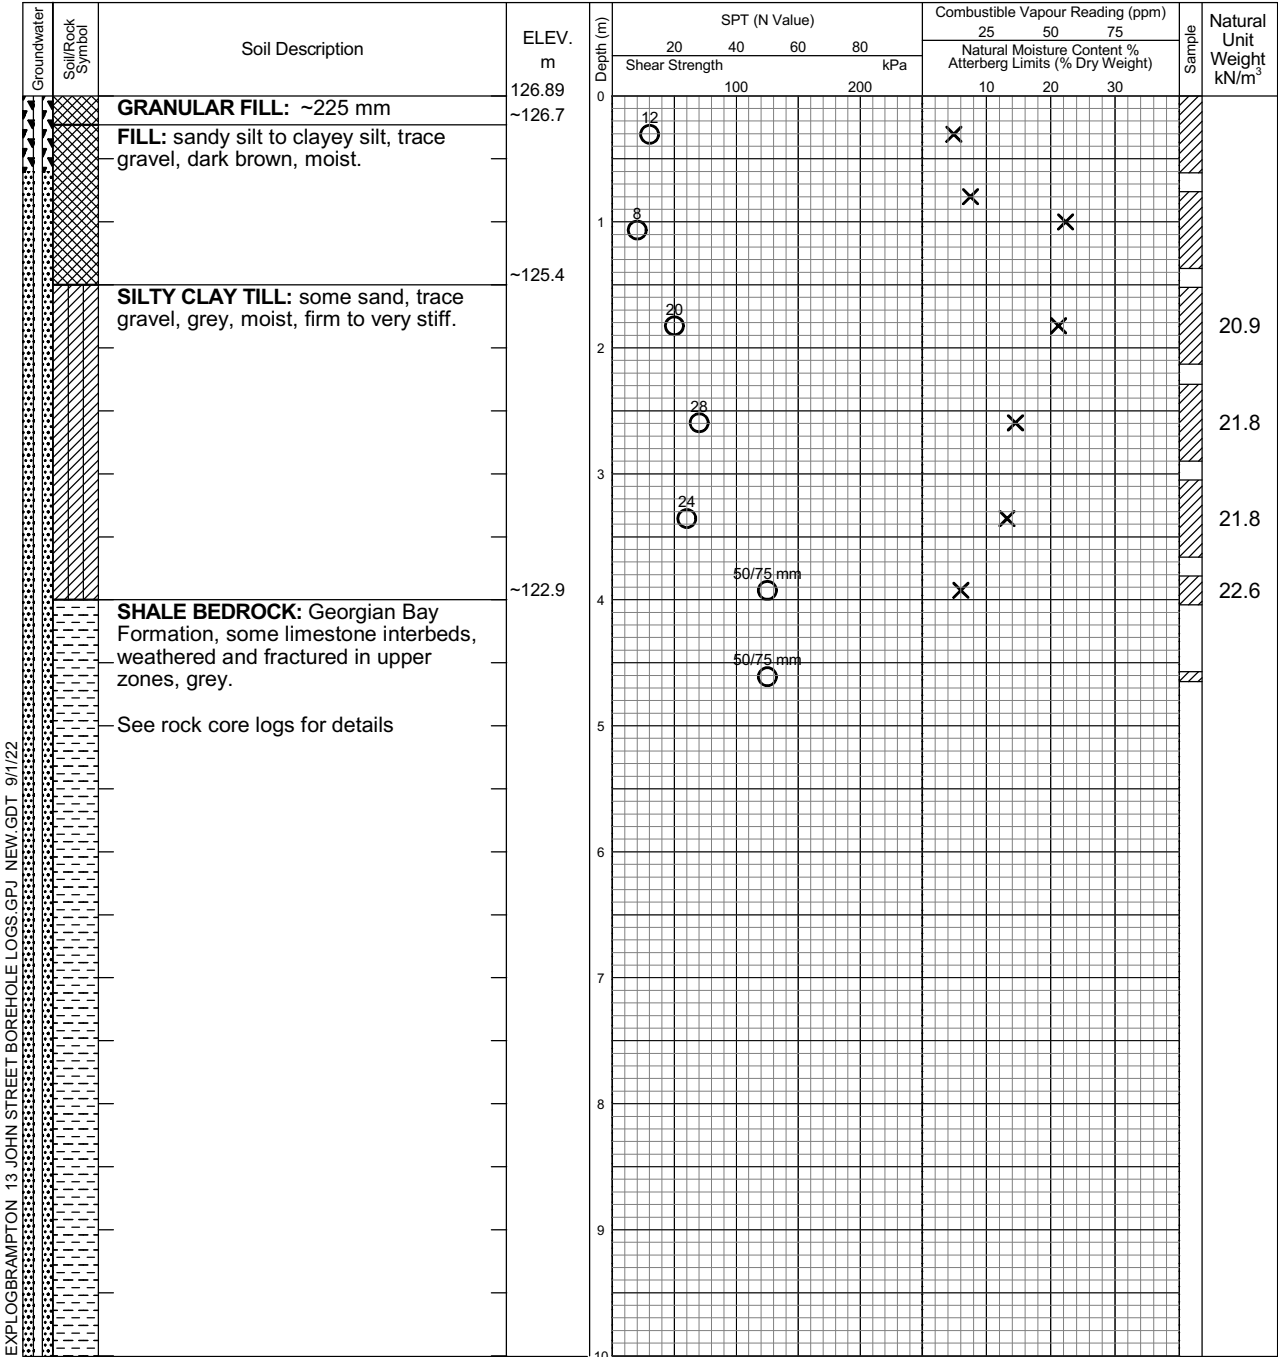 Groundwater
Soil/Rock
Symbol
Soil Description
ELEV.
m
126.89
Depth (m)
SPT (N Value)
20 40 60 80
Shear Strength kPa
100 200
Combustible Vapour Reading (ppm)
25 50 75
Natural Moisture Content %
Atterberg Limits (% Dry Weight)
10 20 30
Sample
Natural
Unit
Weight
kN/m³
0
GRANULAR FILL: ~225 mm
~126.7
FILL: sandy silt to clayey silt, trace
gravel, dark brown, moist.
12
8
1
~125.4
SILTY CLAY TILL: some sand, trace
gravel, grey, moist, firm to very stiff.
20
20.9
2
28
21.8
3
24
21.8
~122.9
50/75 mm
22.6
4
SHALE BEDROCK: Georgian Bay
Formation, some limestone interbeds,
weathered and fractured in upper
zones, grey.
50/75 mm
See rock core logs for details
5
6
7
8
9
10
EXPLOGBRAMPTON 13 JOHN STREET BOREHOLE LOGS.GPJ NEW.GDT 9/1/22